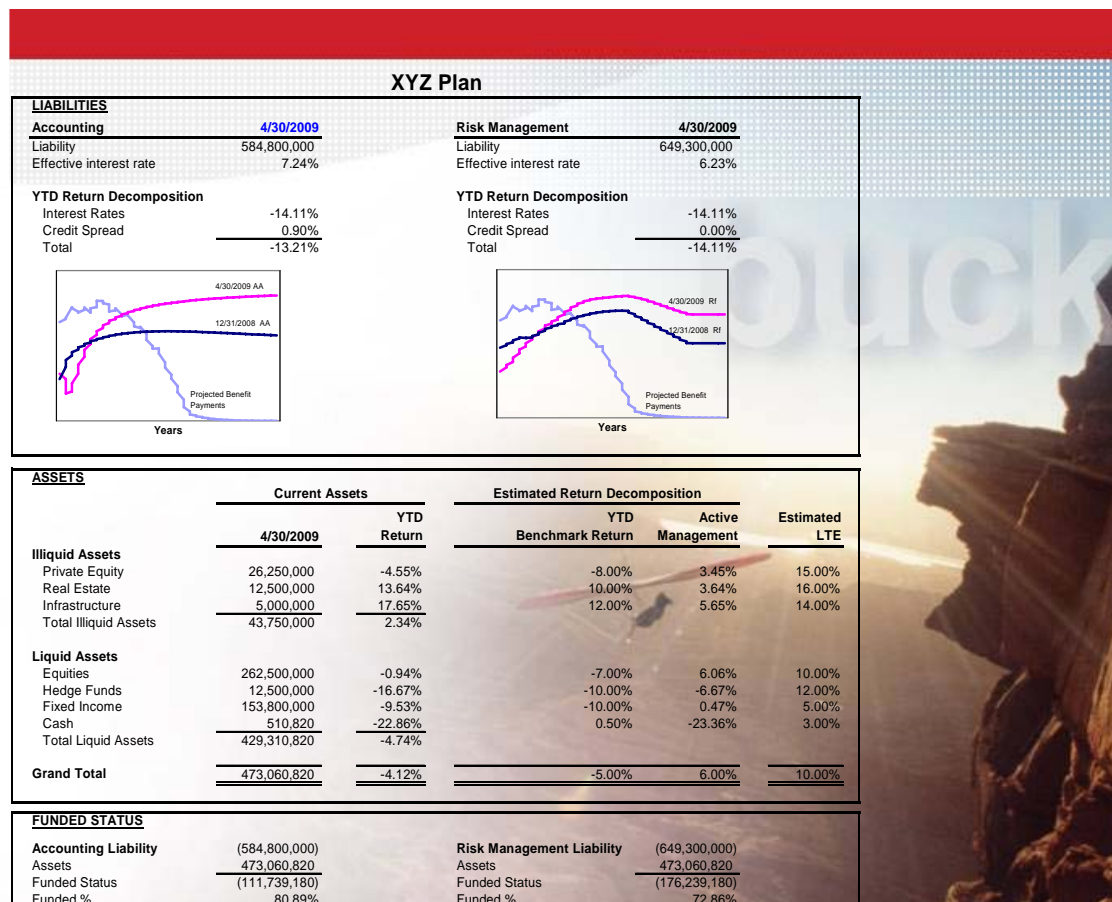 XYZ Plan
LIABILITIES
Accounting 4/30/2009 Risk Management 4/30/2009
Liability 584,800,000 Liability 649,300,000
Effective interest rate 7.24% Effective interest rate 6.23%
YTD Return Decomposition YTD Return Decomposition
Interest Rates -14.11% Interest Rates -14.11%
Credit Spread 0.90% Credit Spread 0.00%
Total -13.21% Total -14.11%
4/30/2009 AA 4/30/2009 Rf
12/31/2008 AA 12/31/2008 Rf
Projected Benefit Projected Benefit
Payments Payments
Years Years
buck
ASSETS
Current Assets Estimated Return Decomposition
YTD YTD Active Estimated
4/30/2009 Return Benchmark Return Management LTE
Illiquid Assets
Private Equity 26,250,000 -4.55% -8.00% 3.45% 15.00%
Real Estate 12,500,000 13.64% 10.00% 3.64% 16.00%
Infrastructure 5,000,000 17.65% 12.00% 5.65% 14.00%
Total Illiquid Assets 43,750,000 2.34%
Liquid Assets
Equities 262,500,000 -0.94% -7.00% 6.06% 10.00%
Hedge Funds 12,500,000 -16.67% -10.00% -6.67% 12.00%
Fixed Income 153,800,000 -9.53% -10.00% 0.47% 5.00%
Cash 510,820 -22.86% 0.50% -23.36% 3.00%
Total Liquid Assets 429,310,820 -4.74%
Grand Total 473,060,820 -4.12% -5.00% 6.00% 10.00%
FUNDED STATUS
Accounting Liability (584,800,000) Risk Management Liability (649,300,000)
Assets 473,060,820 Assets 473,060,820
Funded Status (111,739,180) Funded Status (176,239,180)
Funded % 80.89% Funded % 72.86%